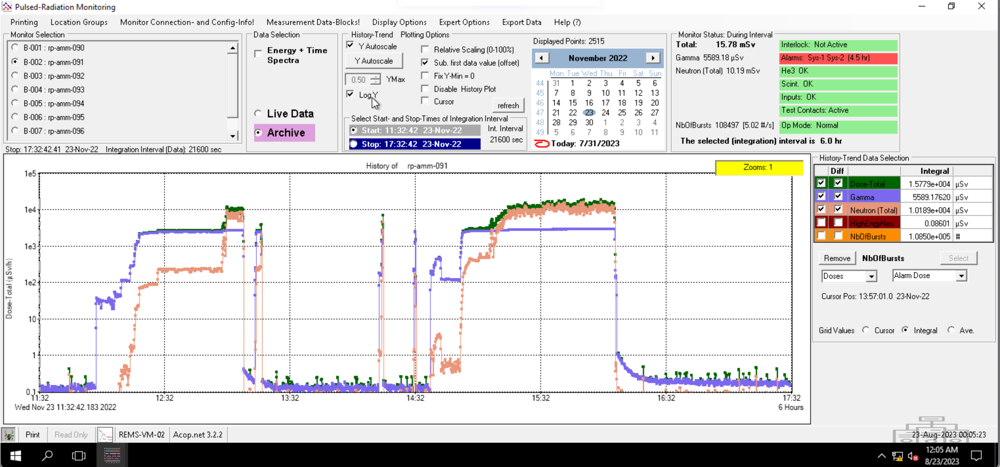 Pulsed-Radiation Monitoring
Printing Location Groups Monitor Connection- and Config-Info! Measurement Data-Blocks! Display Options Expert Options Export Data Help (?)
Monitor Selection
B-001 : rp-amm-090
B-002 : rp-amm-091
B-003 : rp-amm-092
B-004 : rp-amm-093
B-005 : rp-amm-094
B-006 : rp-amm-095
B-007 : rp-amm-096
Stop: 17:32:42.41 23-Nov-22 Integration Interval (Data): 21600 sec
Data Selection
Energy + Time
Spectra
Live Data
Archive
History-Trend Plotting Options
Y Autoscale
Y Autoscale
0.50 YMax
Log Y
Relative Scaling (0-100%)
Sub. first data value (offset)
Fix Y-Min = 0
Disable History Plot
Cursor
refresh
Select Start- and Stop-Times of Integration Interval
Start: 11:32:42 23-Nov-22
Stop: 17:32:42 23-Nov-22
Int. Interval
21600 sec
Displayed Points: 2515
November 2022
Mon Tue Wed Thu Fri Sat Sun
44 31 1 2 3 4 5 6
45 7 8 9 10 11 12 13
46 14 15 16 17 18 19 20
47 21 22 23 24 25 26 27
48 28 29 30 1 2 3 4
49 5 6 7 8 9 10 11
Today: 7/31/2023
Monitor Status: During Interval
Total: 15.78 mSv
Gamma 5589.18 µSv
Neutron (Total) 10.19 mSv
NbOfBursts 108497 [5.02 #/s]
Interlock: Not Active
Alarms: Sys-1 Sys-2 (4.5 hr)
He3 OK
Scint. OK
Inputs: OK
Test Contacts: Active
Op Mode: Normal
The selected (integration) interval is 6.0 hr
History of rp-amm-091
Zooms: 1
Dose-Total (µSv/h)
1e5
1e4
1e3
1e2
10
1
0.1
11:32 12:32 13:32 14:32 15:32 16:32 17:32
Wed Nov 23 11:32:42.183 2022
6 Hours
History-Trend Data Selection
Diff Integral
Dose-Total 1.5779e+004 µSv
Gamma 5589.17620 µSv
Neutron (Total) 1.0189e+004 µSv
HighEngyNeu 0.08601 µSv
NbOfBursts 1.0850e+005 #
Remove NbOfBursts Select
Doses Alarm Dose
Cursor Pos: 13:57:01.0 23-Nov-22
Grid Values Cursor Integral Ave.
Print Read Only REMS-VM-02 Acop.net 3.2.2
23-Aug-2023 00:05:23
12:05 AM
8/23/2023